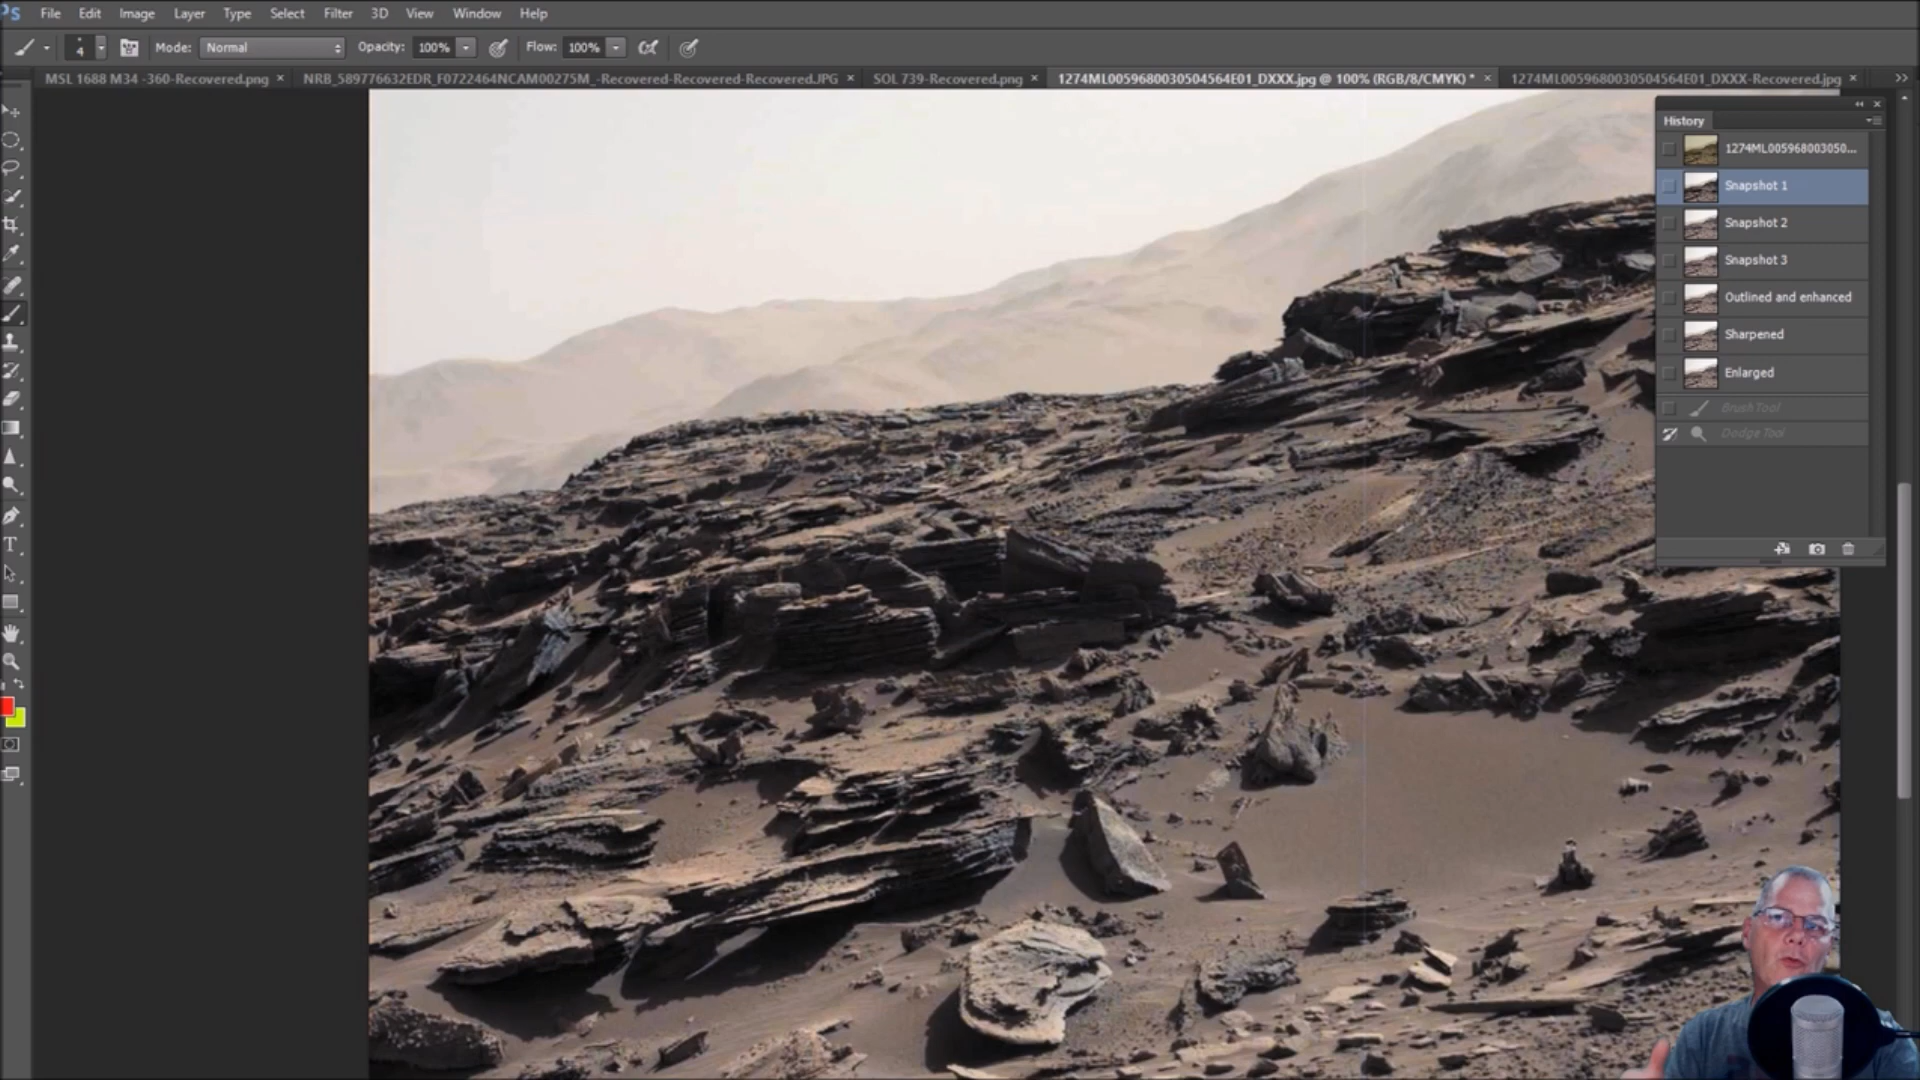 Ps File Edit Image Layer Type Select Filter 3D View Window Help
4 Mode: Normal Opacity: 100% Flow: 100%
MSL 1688 M34 -360-Recovered.png × NRB_589776632EDR_F0722464NCAM00275M_-Recovered-Recovered-Recovered.JPG × SOL 739-Recovered.png × 1274ML0059680030504564E01_DXXX.jpg @ 100% (RGB/8/CMYK) * × 1274ML0059680030504564E01_DXXX-Recovered.jpg ×
History
1274ML005968003050...
Snapshot 1
Snapshot 2
Snapshot 3
Outlined and enhanced
Sharpened
Enlarged
Brush Tool
Dodge Tool
T